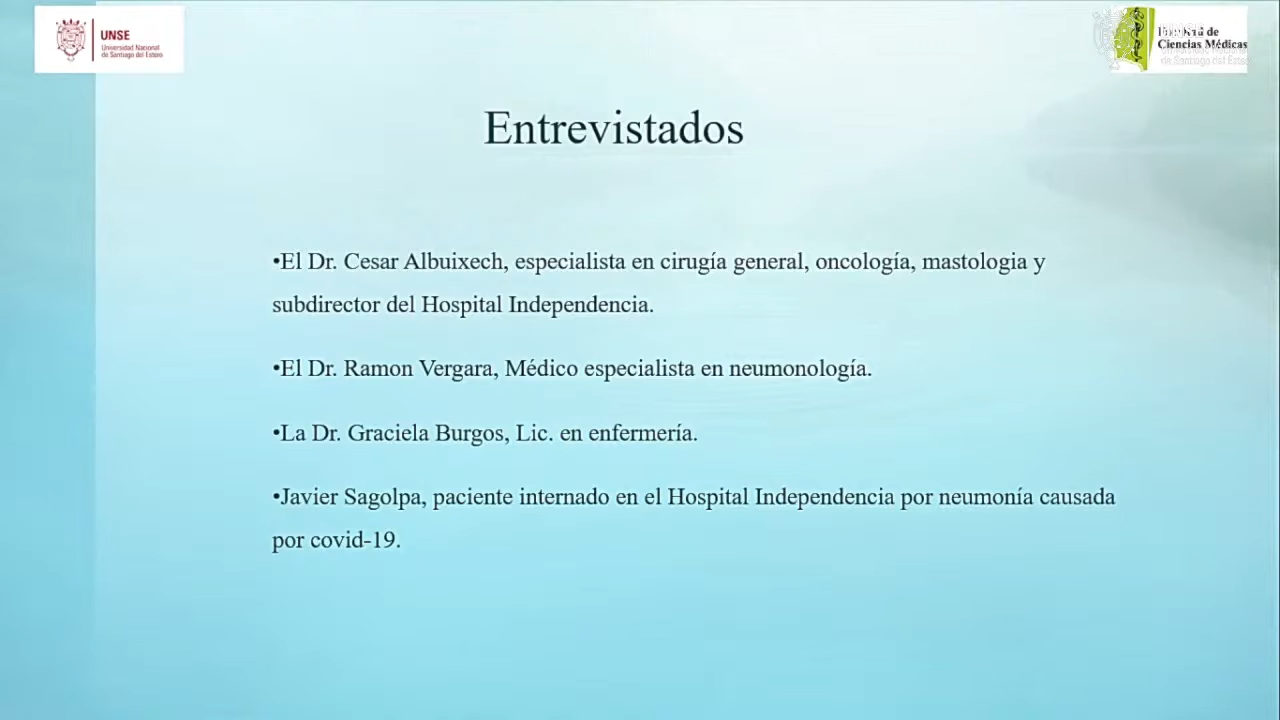 UNSE
Universidad Nacional
de Santiago del Estero
Facultad de
Ciencias Médicas
de Santiago del Estero
Entrevistados
•El Dr. Cesar Albuixech, especialista en cirugía general, oncología, mastologia y
subdirector del Hospital Independencia.
•El Dr. Ramon Vergara, Médico especialista en neumonología.
•La Dr. Graciela Burgos, Lic. en enfermería.
•Javier Sagolpa, paciente internado en el Hospital Independencia por neumonía causada
por covid-19.